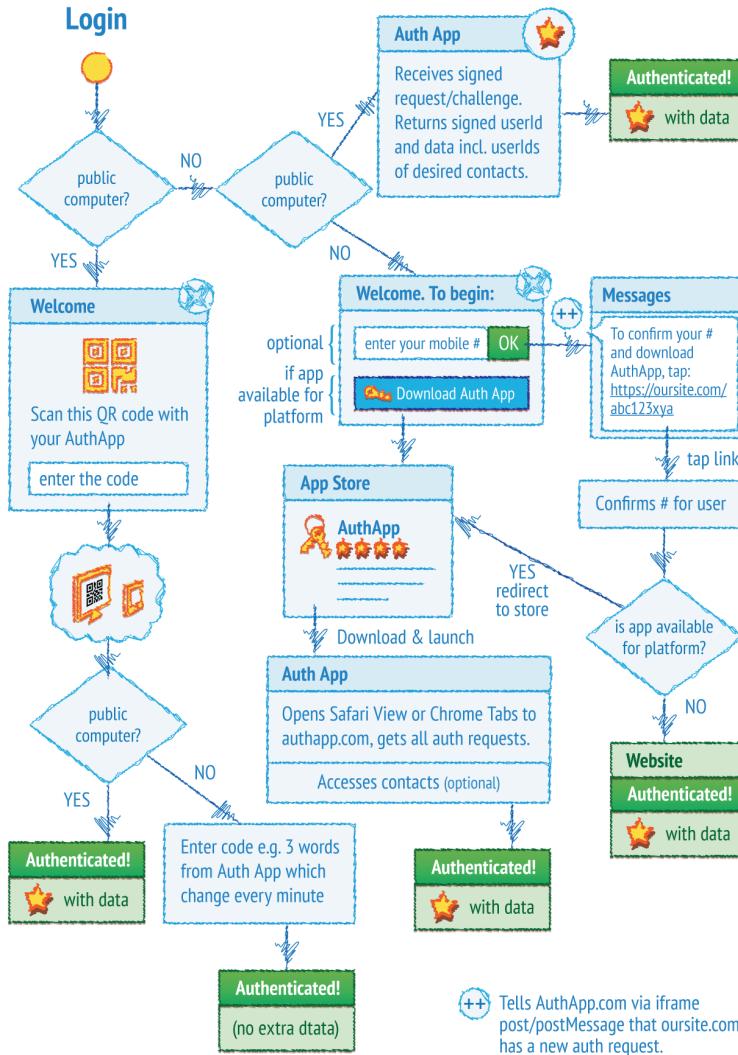 Login
Auth App
Receives signed
request/challenge.
Returns signed userId
and data incl. userIds
of desired contacts.
Authenticated!
with data
YES
NO
public
computer?
public
computer?
YES
NO
Welcome
Scan this QR code with
your AuthApp
enter the code
Welcome. To begin:
optional
enter your mobile #
OK
if app
available for
platform
Download Auth App
++
Messages
To confirm your #
and download
AuthApp, tap:
https://oursite.com/
abc123xya
tap link
Confirms # for user
App Store
AuthApp
YES
redirect
to store
is app available
for platform?
Download & launch
Auth App
Opens Safari View or Chrome Tabs to
authapp.com, gets all auth requests.
Accesses contacts (optional)
NO
public
computer?
NO
YES
Website
Authenticated!
with data
Authenticated!
with data
Enter code e.g. 3 words
from Auth App which
change every minute
Authenticated!
with data
Authenticated!
(no extra dtata)
++ Tells AuthApp.com via iframe
post/postMessage that oursite.com
has a new auth request.